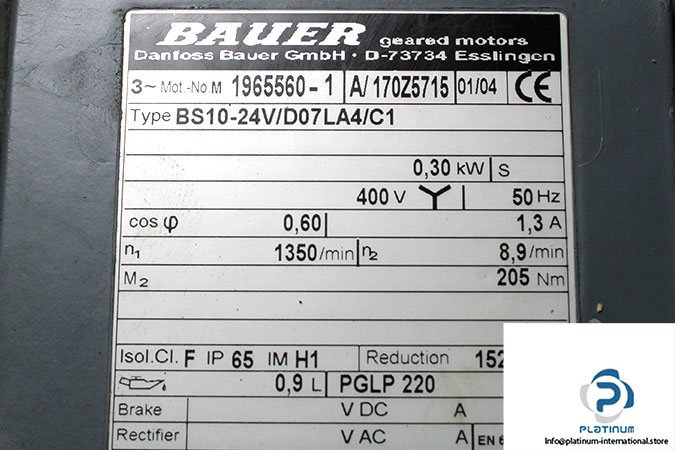 BAUER geared motors
Danfoss Bauer GmbH · D-73734 Esslingen
3~ Mot.-No.M 1965560-1 A/170Z5715 01/04 CE
Type BS10-24V/D07LA4/C1
0,30 kW S
400 V Y 50 Hz
cos φ 0,60 1,3 A
n1 1350/min n2 8,9/min
M2 205 Nm
Isol.Cl. F IP 65 IM H1 Reduction 152
0,9 L PGLP 220
Brake V DC A
Rectifier V AC A EN 6
PLATINUM
Info@platinum-international.store